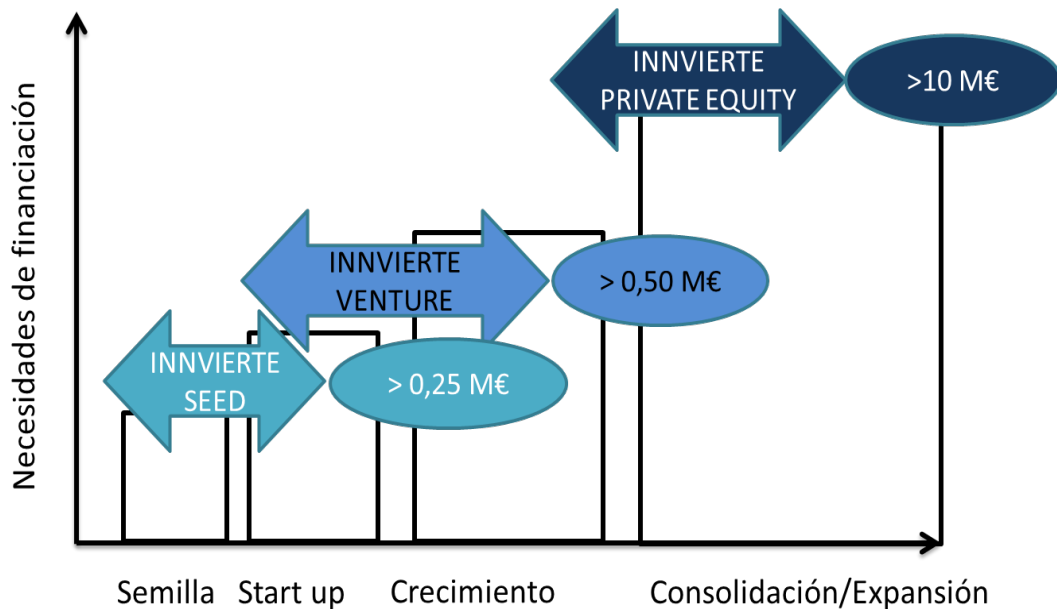 Necesidades de financiación
INNVIERTE
PRIVATE EQUITY
>10 M€
INNVIERTE
VENTURE
> 0,50 M€
INNVIERTE
SEED
> 0,25 M€
Semilla
Start up
Crecimiento
Consolidación/Expansión